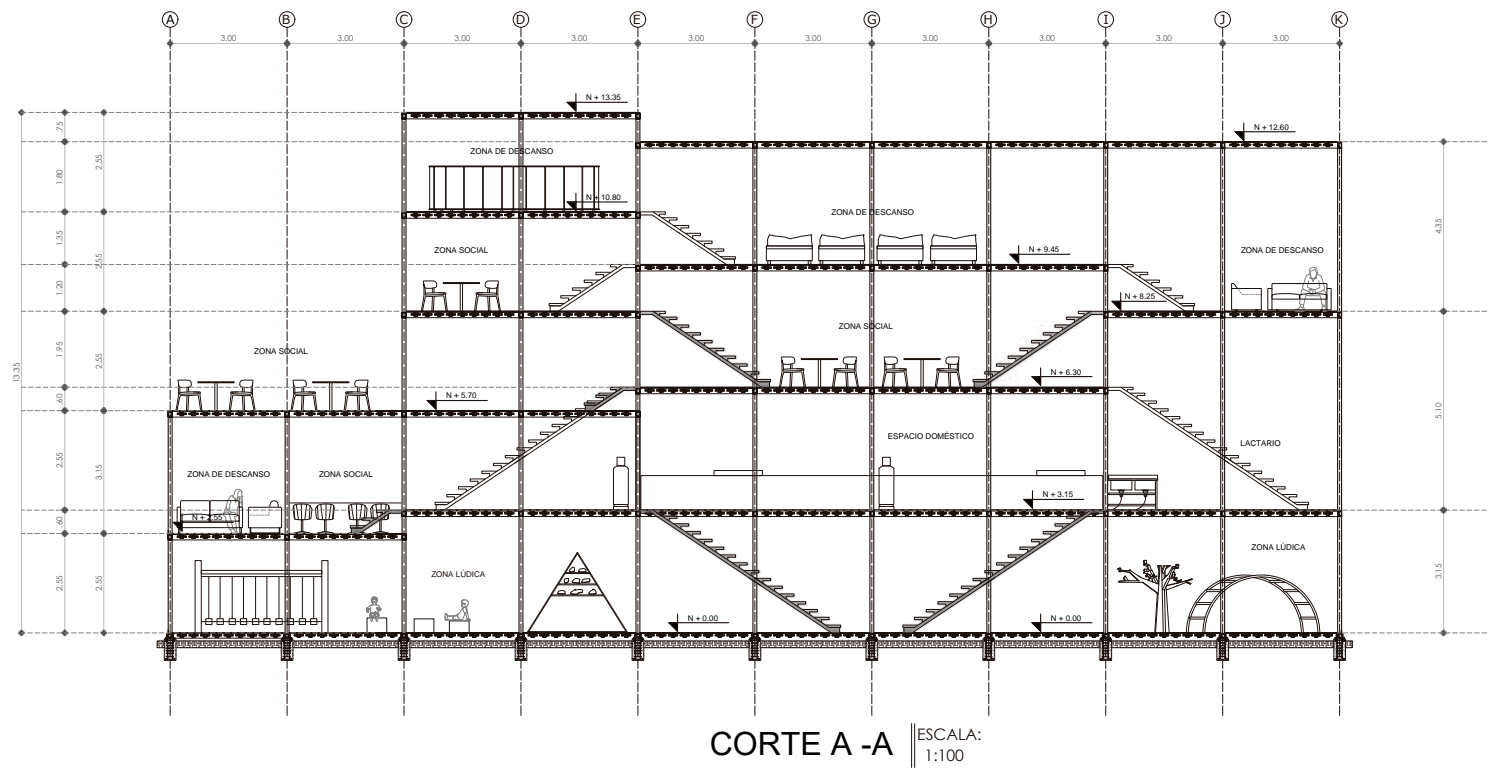 A B C D E F G H I J K
3.00 3.00 3.00 3.00 3.00 3.00 3.00 3.00 3.00 3.00
N + 13.35
.75
N + 12.60
ZONA DE DESCANSO
2.55
1.80
N + 10.80
ZONA DE DESCANSO
4.35
1.35
ZONA SOCIAL
N + 9.45
ZONA DE DESCANSO
2.55
1.20
N + 8.25
ZONA SOCIAL
ZONA SOCIAL
1.95
2.55
13.35
N + 6.30
N + 5.70
.60
5.10
ESPACIO DOMÉSTICO
LACTARIO
2.55
3.15
ZONA DE DESCANSO
ZONA SOCIAL
N + 3.15
N + 2.55
.60
ZONA LÚDICA
ZONA LÚDICA
2.55
2.55
3.15
N + 0.00
N + 0.00
CORTE A -A
ESCALA:
1:100